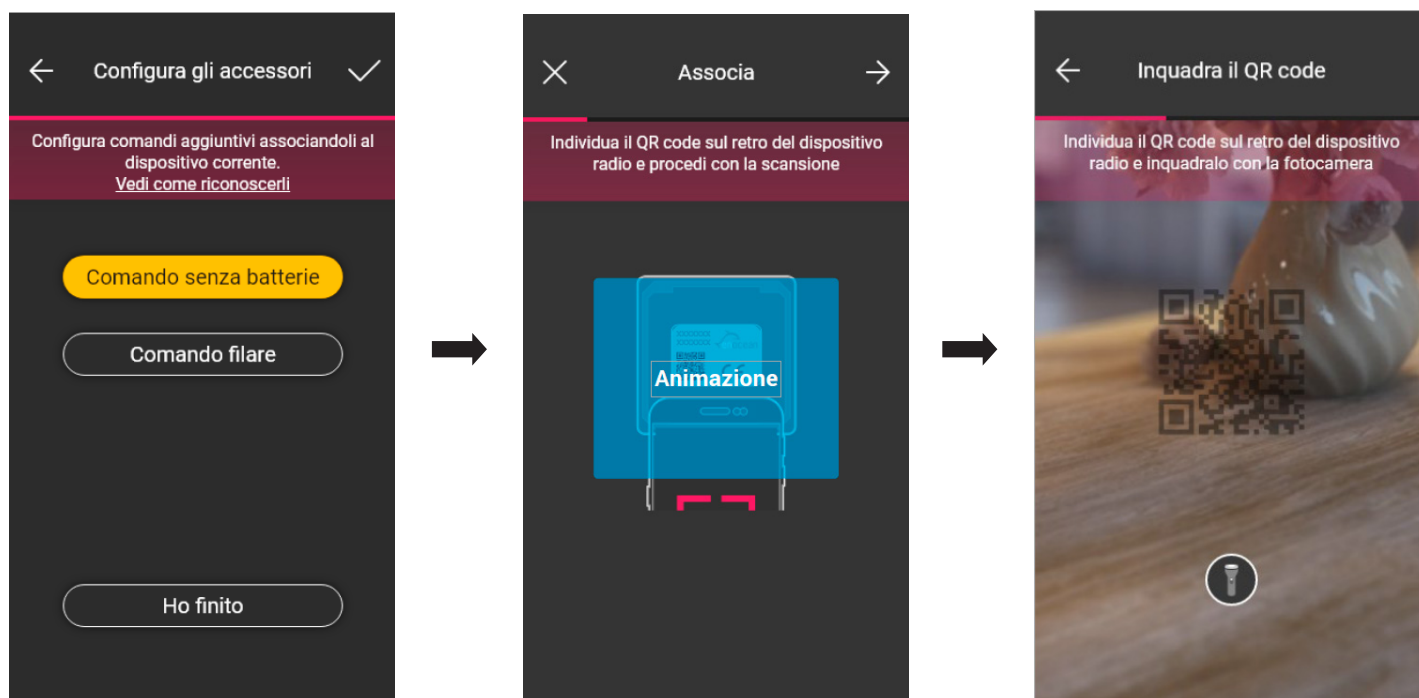 Configura gli accessori
Configura comandi aggiuntivi associandoli al
dispositivo corrente.
Vedi come riconoscerli
Comando senza batterie
Comando filare
Ho finito
Associa
Individua il QR code sul retro del dispositivo
radio e procedi con la scansione
Animazione
Inquadra il QR code
Individua il QR code sul retro del dispositivo
radio e inquadralo con la fotocamera